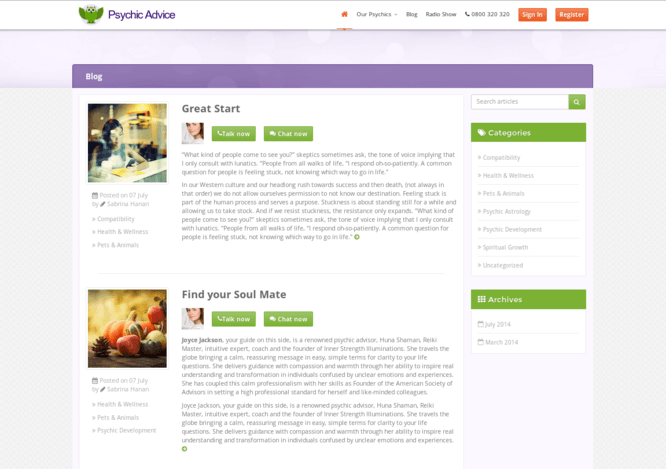 Psychic Advice
Our Psychics
Blog
Radio Show
0800 320 320
Sign In
Register
Blog
Great Start
Talk now
Chat now
"What kind of people come to see you?" skeptics sometimes ask, the tone of voice implying that
I only consult with lunatics. "People from all walks of life, "I respond oh-so-patiently. A common
question for people is feeling stuck, not knowing which way to go in life."
In our Western culture and our headlong rush towards success and then death, (not always in
that order) we do not allow ourselves permission to not know our destination. Feeling stuck is
part of the human process and serves a purpose. Stuckness is about standing still for a while and
allowing us to take stock. And if we resist stuckness, the resistance only expands. "What kind of
people come to see you?" skeptics sometimes ask, the tone of voice implying that I only consult
with lunatics. "People from all walks of life, "I respond oh-so-patiently. A common question for
people is feeling stuck, not knowing which way to go in life."
Posted on 07 July
by Sabrina Hanan
» Compatibility
» Health & Wellness
» Pets & Animals
Find your Soul Mate
Talk now
Chat now
Joyce Jackson, your guide on this side, is a renowned psychic advisor, Huna Shaman, Reiki
Master, intuitive expert, coach and the founder of Inner Strength Illuminations. She travels the
globe bringing a calm, reassuring message in easy, simple terms for clarity to your life
questions. She delivers guidance with compassion and warmth through her ability to inspire real
understanding and transformation in individuals confused by unclear emotions and experiences.
She has coupled this calm professionalism with her skills as Founder of the American Society of
Advisors in setting a high professional standard for herself and like-minded colleagues.
Joyce Jackson, your guide on this side, is a renowned psychic advisor, Huna Shaman, Reiki
Master, intuitive expert, coach and the founder of Inner Strength Illuminations. She travels the
globe bringing a calm, reassuring message in easy, simple terms for clarity to your life
questions. She delivers guidance with compassion and warmth through her ability to inspire real
understanding and transformation in individuals confused by unclear emotions and experiences.
Posted on 07 July
by Sabrina Hanan
» Health & Wellness
» Pets & Animals
» Psychic Development
Search articles
Categories
» Compatibility
» Health & Wellness
» Pets & Animals
» Psychic Astrology
» Psychic Development
» Spiritual Growth
» Uncategorized
Archives
July 2014
March 2014